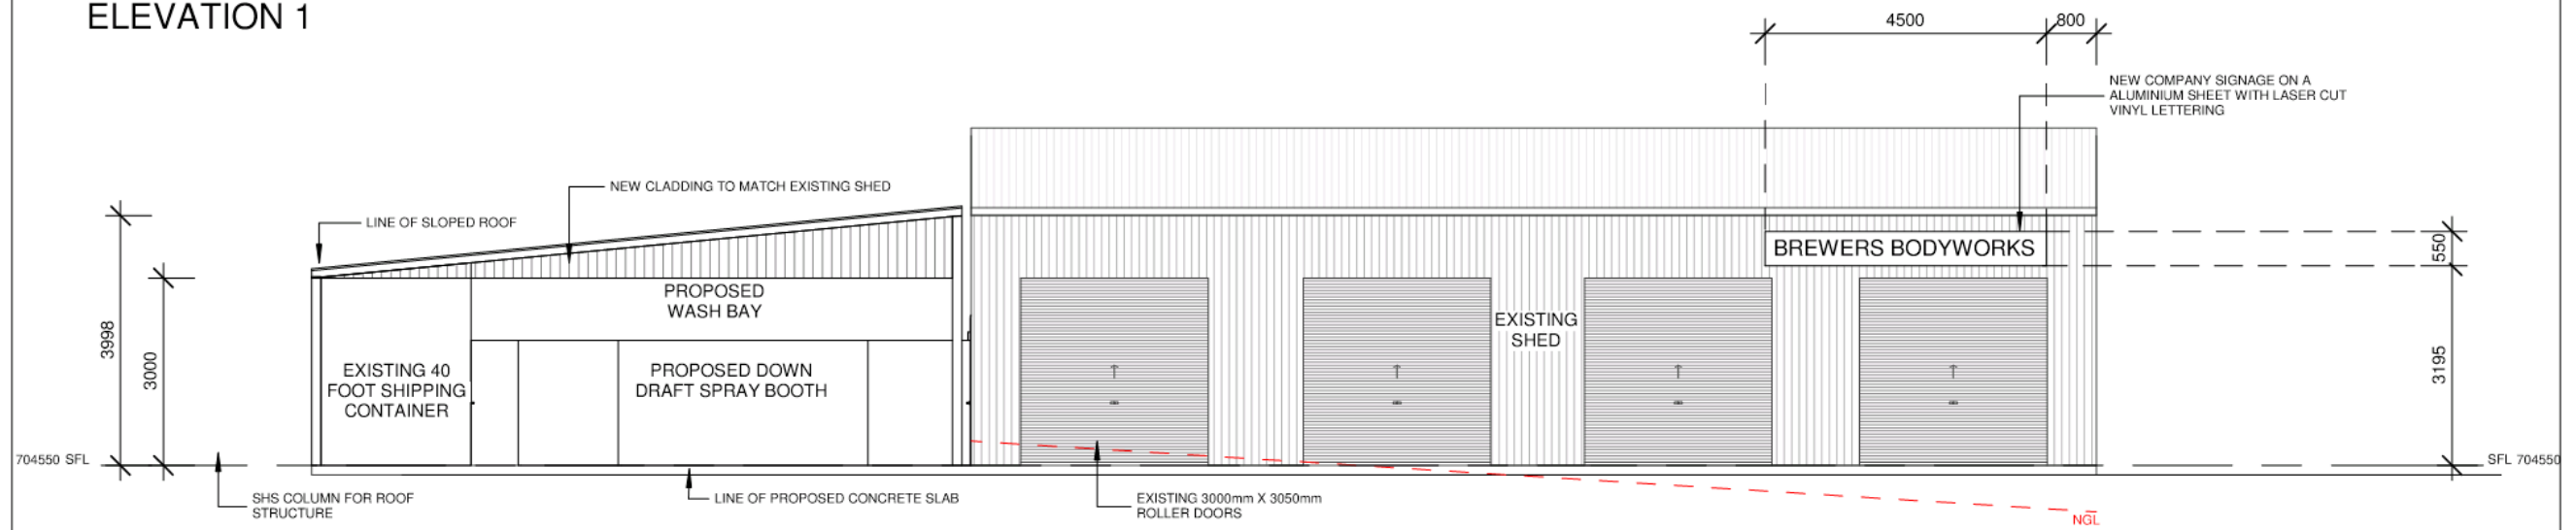 ELEVATION 1
4500
800
NEW COMPANY SIGNAGE ON A
ALUMINIUM SHEET WITH LASER CUT
VINYL LETTERING
NEW CLADDING TO MATCH EXISTING SHED
LINE OF SLOPED ROOF
BREWERS BODYWORKS
550
PROPOSED
WASH BAY
EXISTING
SHED
3998
3000
EXISTING 40
FOOT SHIPPING
CONTAINER
PROPOSED DOWN
DRAFT SPRAY BOOTH
3195
704550 SFL
SFL 704550
SHS COLUMN FOR ROOF
STRUCTURE
LINE OF PROPOSED CONCRETE SLAB
EXISTING 3000mm X 3050mm
ROLLER DOORS
NGL